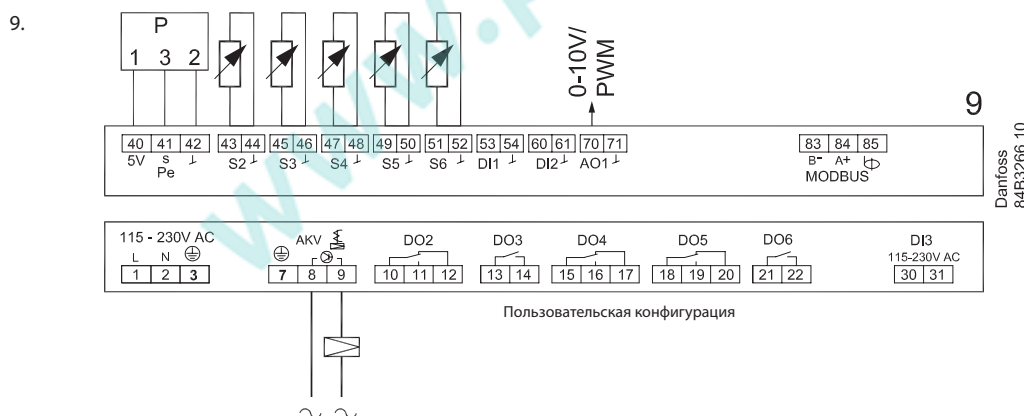 9.
P
1 3 2
0-10V/
PWM
9
40 41 42 43 44 45 46 47 48 49 50 51 52 53 54 60 61 70 71 83 84 85
5V s ⊥ S2 ⊥ S3 ⊥ S4 ⊥ S5 ⊥ S6 ⊥ DI1 ⊥ DI2 ⊥ AO1 ⊥ B- A+
Pe MODBUS
Danfoss
84B3266.10
115 - 230V AC AKV DO2 DO3 DO4 DO5 DO6 DI3
L N 115-230V AC
1 2 3 7 8 9 10 11 12 13 14 15 16 17 18 19 20 21 22 30 31
Пользовательская конфигурация
www.